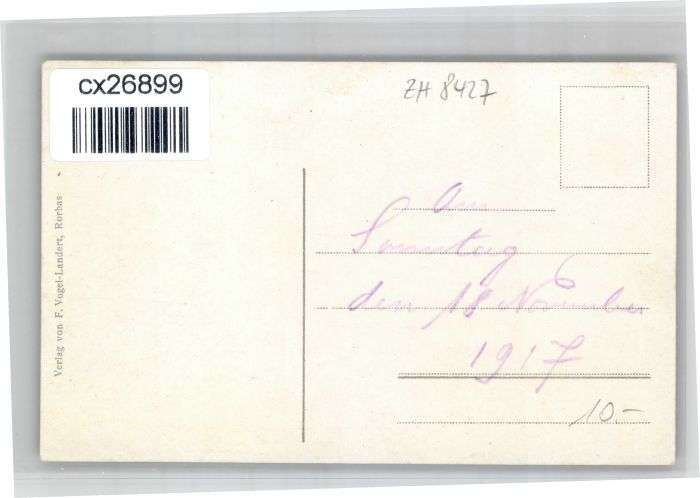 cx26899
ZH 8427
Verlag von F. Vogel-Landert, Rorbas
Am
Sonntag
den 18 November
1917
10.-